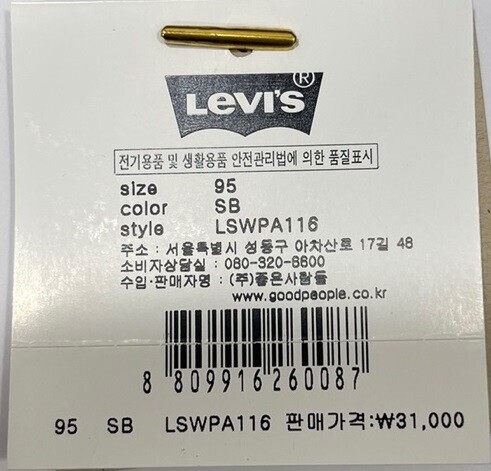 Levi's®
전기용품 및 생활용품 안전관리법에 의한 품질표시
size 95
color SB
style LSWPA116
주소 : 서울특별시 성동구 아차산로 17길 48
소비자상담실 : 080-320-6600
수입·판매자명 : (주)좋은사람들
www.goodpeople.co.kr
8 809916 260087
95 SB LSWPA116 판매가격:₩31,000